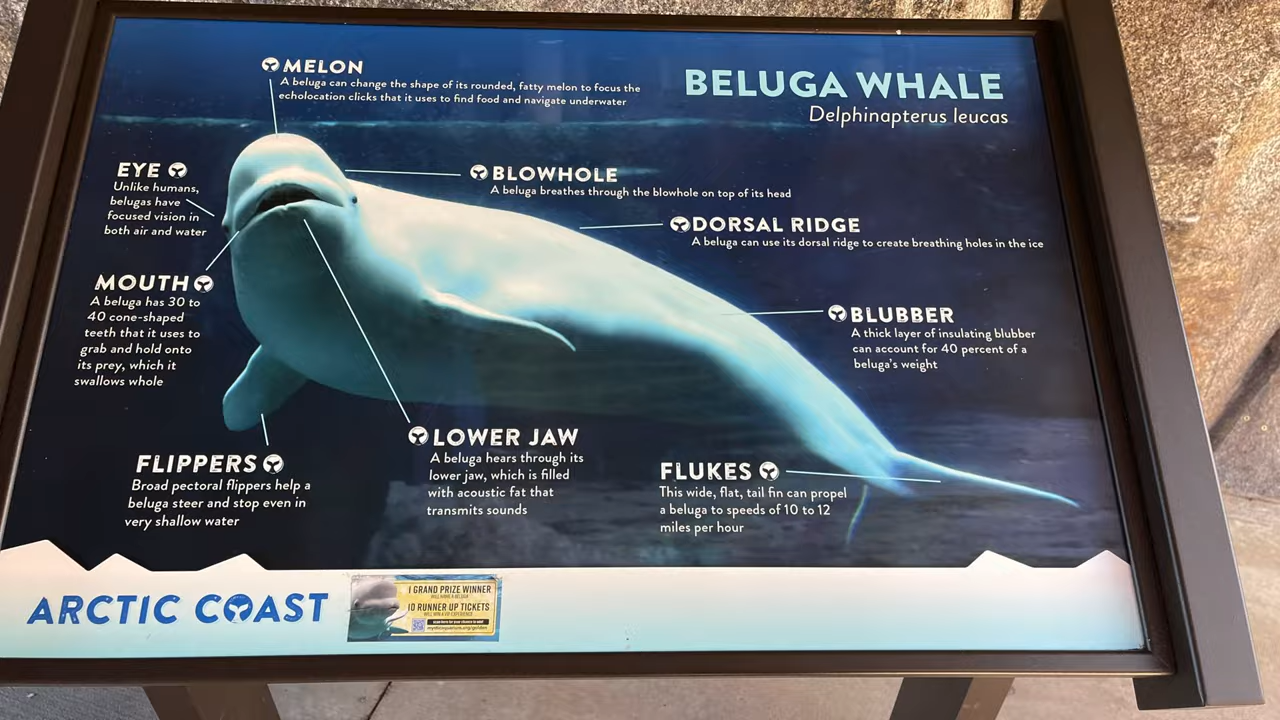 BELUGA WHALE
Delphinapterus leucas
MELON
A beluga can change the shape of its rounded, fatty melon to focus the
echolocation clicks that it uses to find food and navigate underwater
EYE
Unlike humans,
belugas have
focused vision in
both air and water
BLOWHOLE
A beluga breathes through the blowhole on top of its head
DORSAL RIDGE
A beluga can use its dorsal ridge to create breathing holes in the ice
MOUTH
A beluga has 30 to
40 cone-shaped
teeth that it uses to
grab and hold onto
its prey, which it
swallows whole
BLUBBER
A thick layer of insulating blubber
can account for 40 percent of a
beluga's weight
FLIPPERS
Broad pectoral flippers help a
beluga steer and stop even in
very shallow water
LOWER JAW
A beluga hears through its
lower jaw, which is filled
with acoustic fat that
transmits sounds
FLUKES
This wide, flat, tail fin can propel
a beluga to speeds of 10 to 12
miles per hour
ARCTIC COAST
1 GRAND PRIZE WINNER
10 RUNNER UP TICKETS